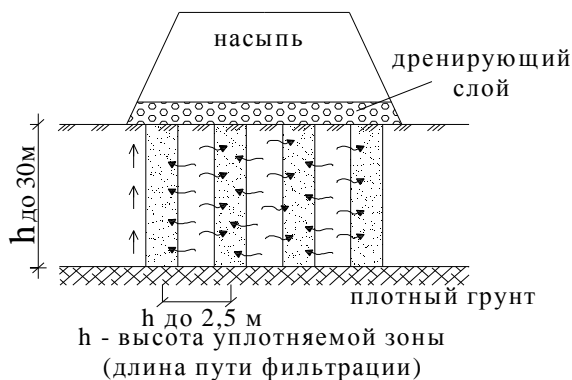 насыпь
дренирующий
слой
h до 30м
плотный грунт
h до 2,5 м
h - высота уплотняемой зоны
(длина пути фильтрации)